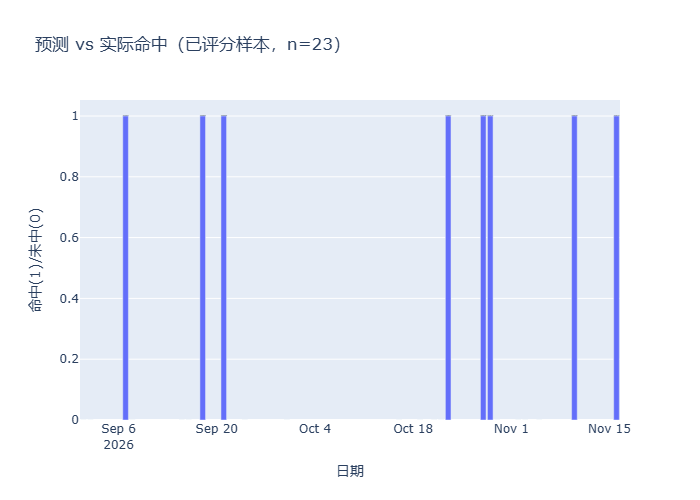 预测 vs 实际命中（已评分样本，n=23）
1
0.8
0.6
0.4
0.2
0
命中(1)/未中(0)
Sep 6
2026
Sep 20
Oct 4
Oct 18
Nov 1
Nov 15
日期